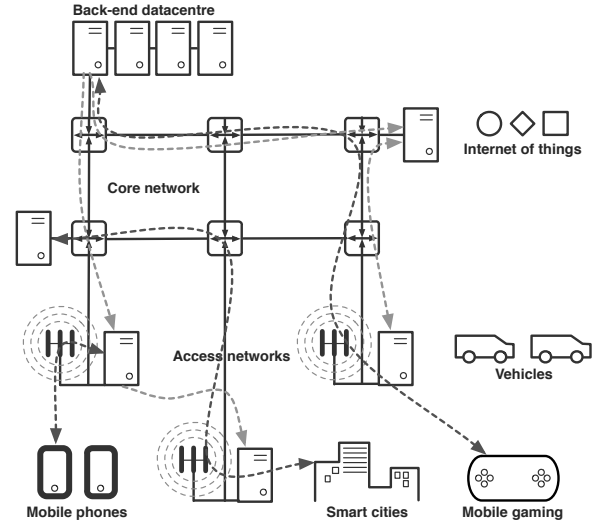 Back-end datacentre
Internet of things
Core network
Access networks
Vehicles
Mobile phones
Smart cities
Mobile gaming